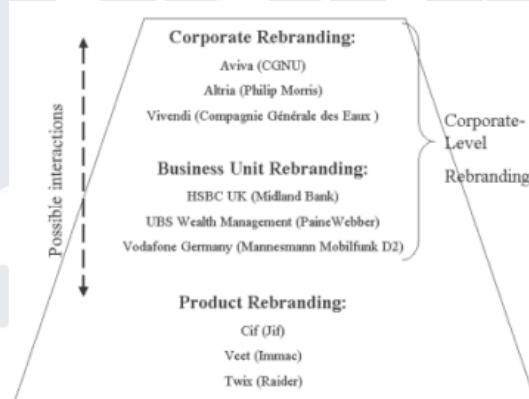 Corporate Rebranding:
Aviva (CGNU)
Altria (Philip Morris)
Vivendi (Compagnie Générale des Eaux )
Business Unit Rebranding:
HSBC UK (Midland Bank)
UBS Wealth Management (PaineWebber)
Vodafone Germany (Mannesmann Mobilfunk D2)
Product Rebranding:
Cif (Jif)
Veet (Immac)
Twix (Raider)
Possible interactions
Corporate-
Level
Rebranding